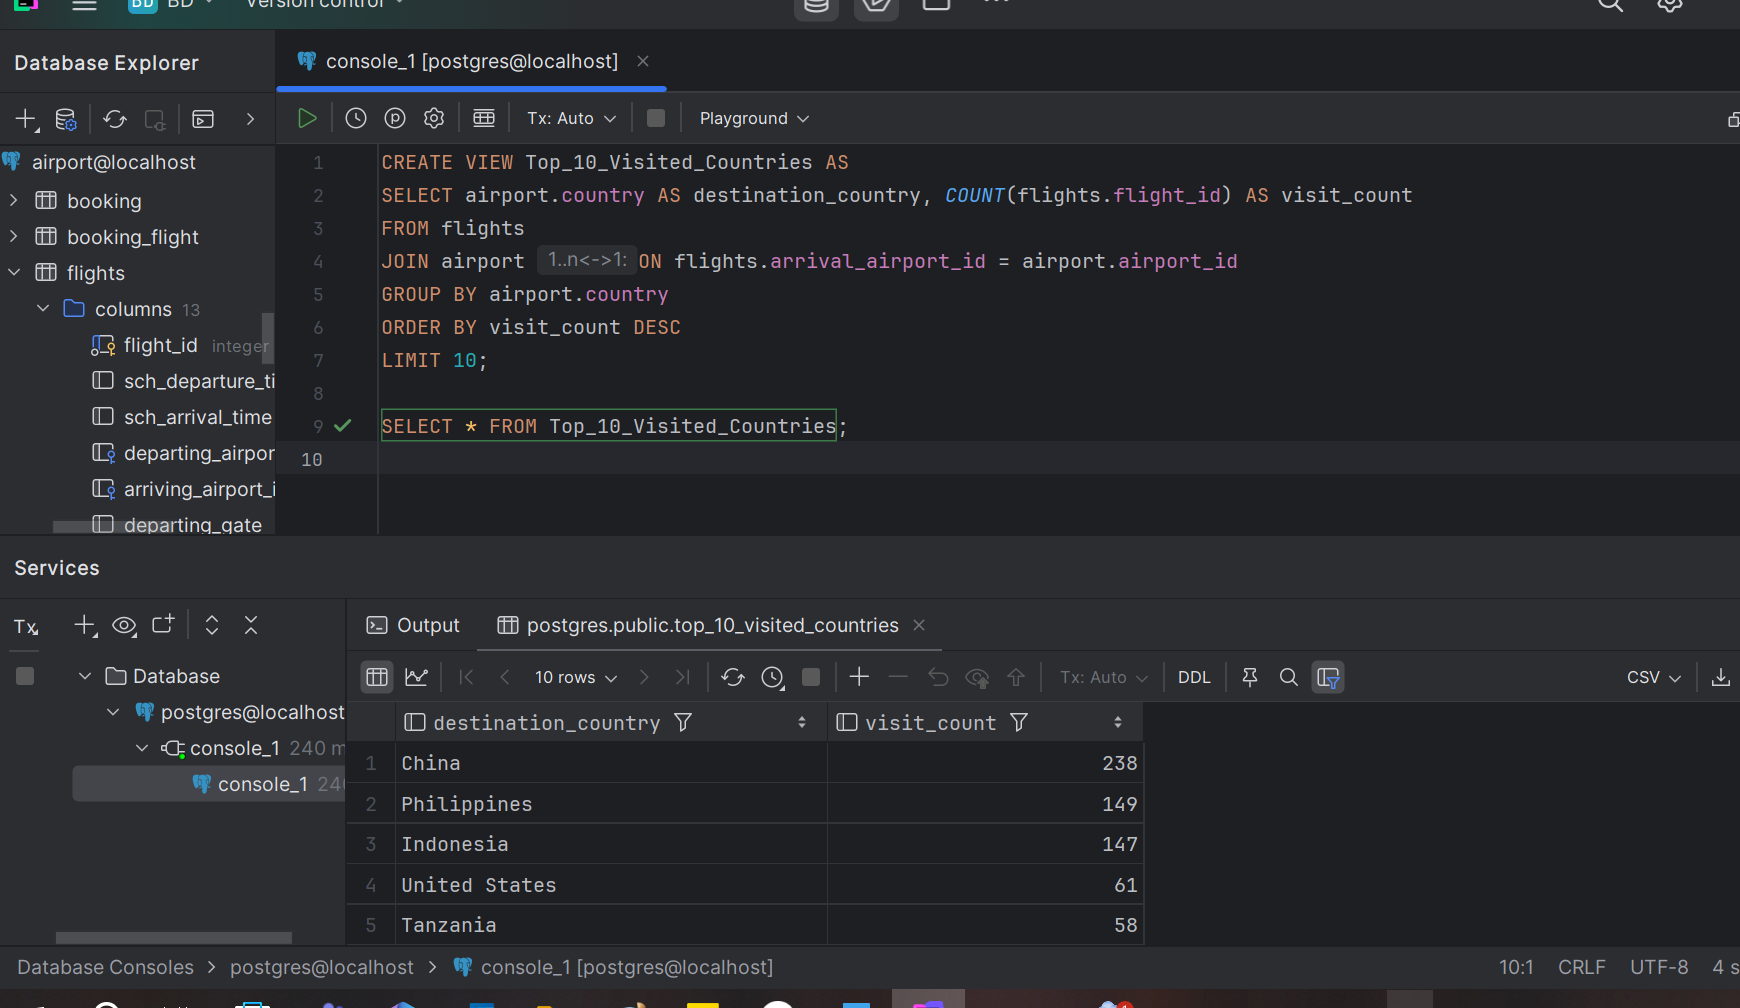 BD BD Version control
Database Explorer
console_1 [postgres@localhost]
Tx: Auto
Playground
airport@localhost
booking
booking_flight
flights
columns 13
flight_id integer
sch_departure_ti
sch_arrival_time
departing_airpor
arriving_airport_i
departing_gate
1 CREATE VIEW Top_10_Visited_Countries AS
2 SELECT airport.country AS destination_country, COUNT(flights.flight_id) AS visit_count
3 FROM flights
4 JOIN airport 1..n<->1: ON flights.arrival_airport_id = airport.airport_id
5 GROUP BY airport.country
6 ORDER BY visit_count DESC
7 LIMIT 10;
8
9 SELECT * FROM Top_10_Visited_Countries;
10
Services
Tx
Database
postgres@localhost
console_1 240 m
console_1 240
Output
postgres.public.top_10_visited_countries
10 rows
Tx: Auto
DDL
CSV
destination_country visit_count
1 China 238
2 Philippines 149
3 Indonesia 147
4 United States 61
5 Tanzania 58
Database Consoles > postgres@localhost > console_1 [postgres@localhost]
10:1 CRLF UTF-8 4 s